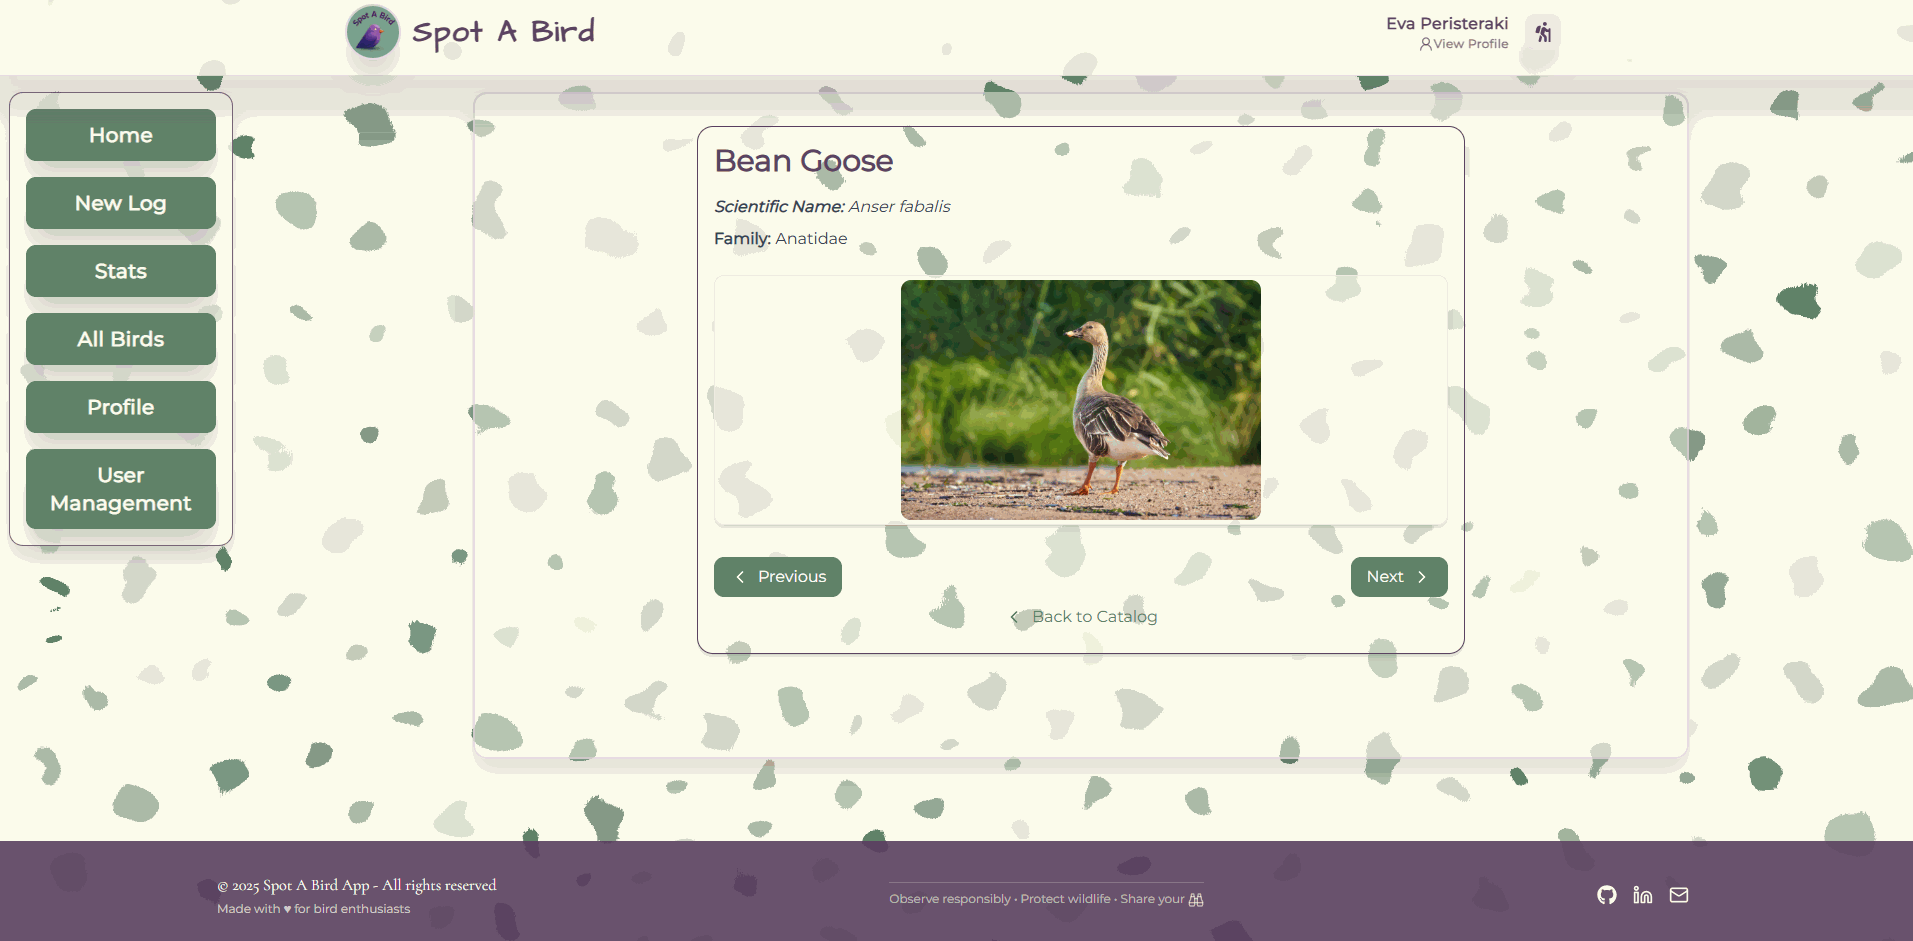 Spot A Bird
Spot A Bird
Eva Peristeraki
View Profile
Home
New Log
Stats
All Birds
Profile
User
Management
Bean Goose
Scientific Name: Anser fabalis
Family: Anatidae
Previous
Next
Back to Catalog
© 2025 Spot A Bird App - All rights reserved
Made with ♥ for bird enthusiasts
Observe responsibly • Protect wildlife • Share your
in